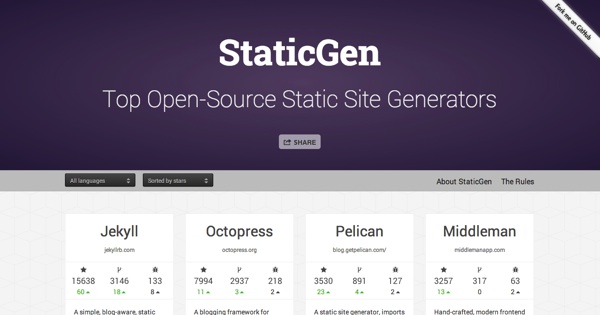 Fork me on GitHub
StaticGen
Top Open-Source Static Site Generators
SHARE
All languages
Sorted by stars
About StaticGen
The Rules
Jekyll
jekyllrb.com
15638 3146 133
60 18 8
A simple, blog-aware, static
Octopress
octopress.org
7994 2937 218
11 3 2
A blogging framework for
Pelican
blog.getpelican.com/
3530 891 127
23 4 2
A static site generator, imports
Middleman
middlemanapp.com
3257 317 63
13 0 2
Hand-crafted, modern frontend